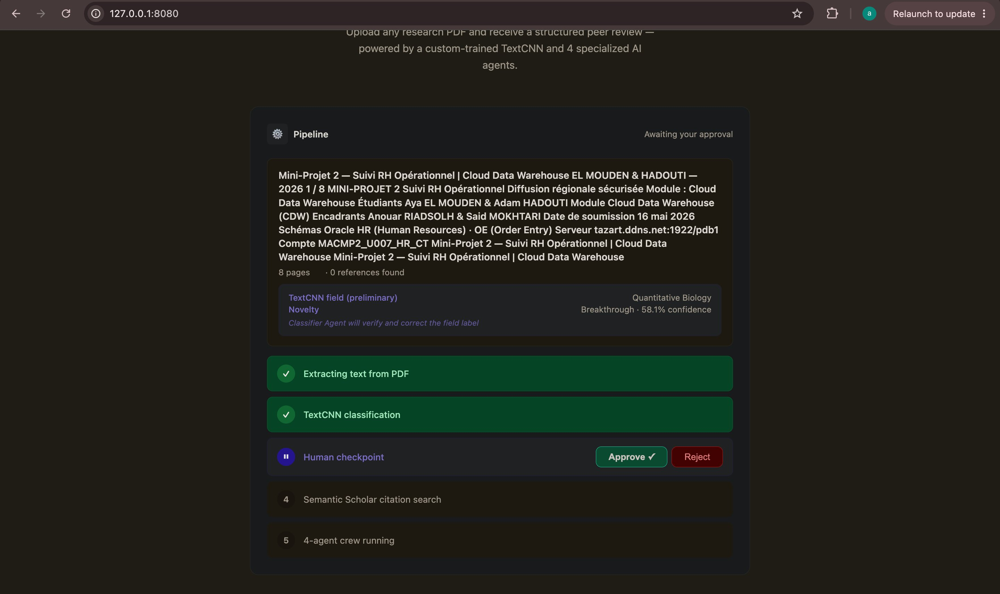 127.0.0.1:8080
a
Relaunch to update
Upload any research PDF and receive a structured peer review —
powered by a custom-trained TextCNN and 4 specialized AI
agents.
Pipeline
Awaiting your approval
Mini-Projet 2 — Suivi RH Opérationnel | Cloud Data Warehouse EL MOUDEN & HADOUTI —
2026 1 / 8 MINI-PROJET 2 Suivi RH Opérationnel Diffusion régionale sécurisée Module : Cloud
Data Warehouse Étudiants Aya EL MOUDEN & Adam HADOUTI Module Cloud Data Warehouse
(CDW) Encadrants Anouar RIADSOLH & Said MOKHTARI Date de soumission 16 mai 2026
Schémas Oracle HR (Human Resources) · OE (Order Entry) Serveur tazart.ddns.net:1922/pdb1
Compte MACMP2_U007_HR_CT Mini-Projet 2 — Suivi RH Opérationnel | Cloud Data
Warehouse Mini-Projet 2 — Suivi RH Opérationnel | Cloud Data Warehouse
8 pages · 0 references found
TextCNN field (preliminary) Quantitative Biology
Novelty Breakthrough · 58.1% confidence
Classifier Agent will verify and correct the field label
✓ Extracting text from PDF
✓ TextCNN classification
Human checkpoint Approve ✓ Reject
4 Semantic Scholar citation search
5 4-agent crew running